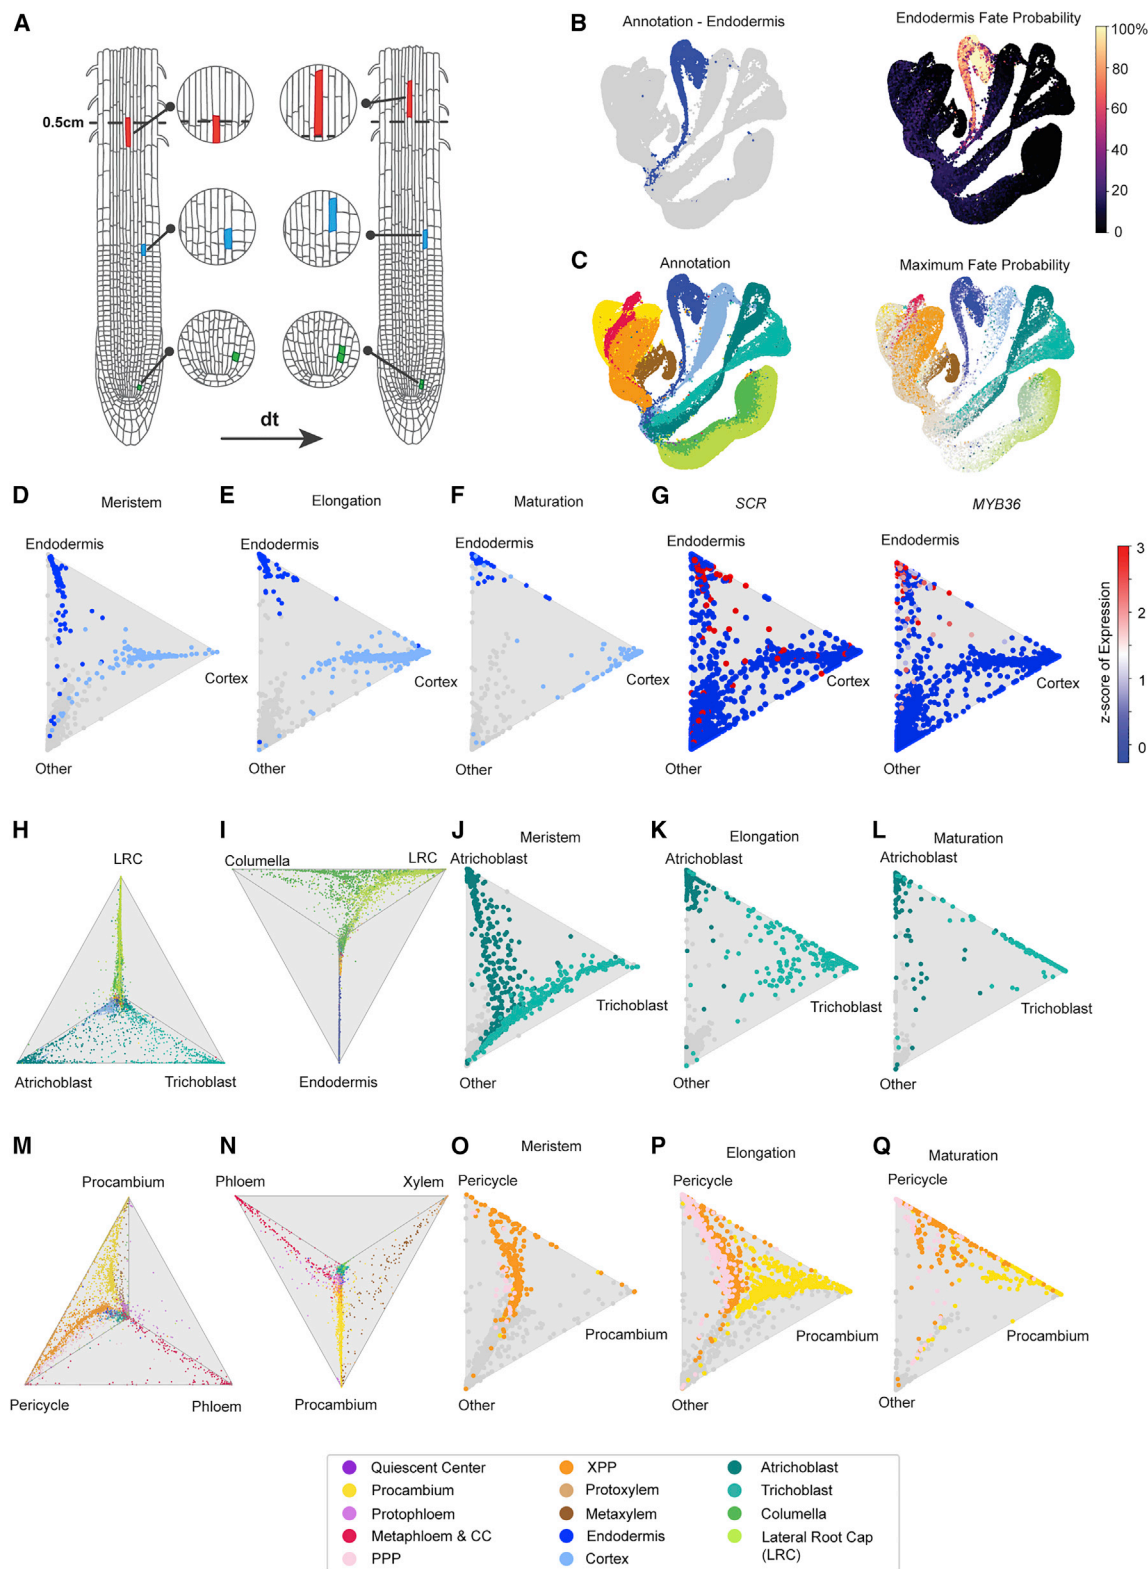 A
0.5cm
dt
B
Annotation - Endodermis
Endodermis Fate Probability
100%
80
60
40
20
0
C
Annotation
Maximum Fate Probability
D
Meristem
Endodermis
Cortex
Other
E
Elongation
Endodermis
Cortex
Other
F
Maturation
Endodermis
Cortex
Other
G
SCR
Endodermis
Cortex
Other
MYB36
Endodermis
Cortex
Other
3
2
1
0
z-score of Expression
H
LRC
Atrichoblast
Trichoblast
I
Columella
LRC
Endodermis
J
Meristem
Atrichoblast
Trichoblast
Other
K
Elongation
Atrichoblast
Trichoblast
Other
L
Maturation
Atrichoblast
Trichoblast
Other
M
Procambium
Pericycle
Phloem
N
Phloem
Xylem
Procambium
O
Meristem
Pericycle
Procambium
Other
P
Elongation
Pericycle
Procambium
Other
Q
Maturation
Pericycle
Procambium
Other
Quiescent Center
Procambium
Protophloem
Metaphloem & CC
PPP
XPP
Protoxylem
Metaxylem
Endodermis
Cortex
Atrichoblast
Trichoblast
Columella
Lateral Root Cap
(LRC)